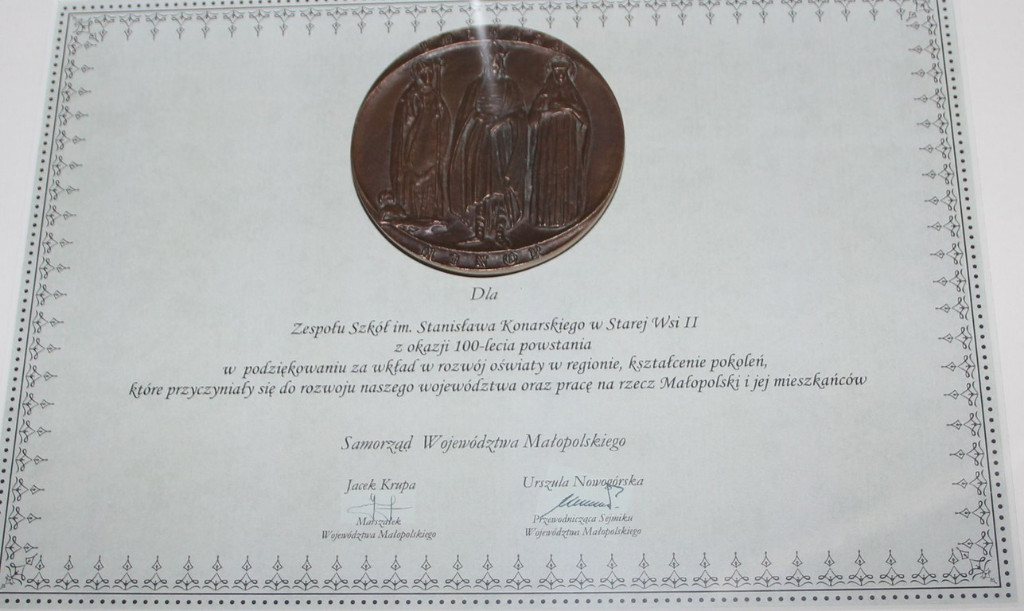 Dla
Zespołu Szkół im. Stanisława Konarskiego w Starej Wsi II
z okazji 100-lecia powstania
w podziękowaniu za wkład w rozwój oświaty w regionie, kształcenie pokoleń,
które przyczyniały się do rozwoju naszego województwa oraz pracę na rzecz Małopolski i jej mieszkańców
Samorząd Województwa Małopolskiego
Jacek Krupa
Marszałek
Województwa Małopolskiego
Urszula Nowogórska
Przewodnicząca Sejmiku
Województwa Małopolskiego